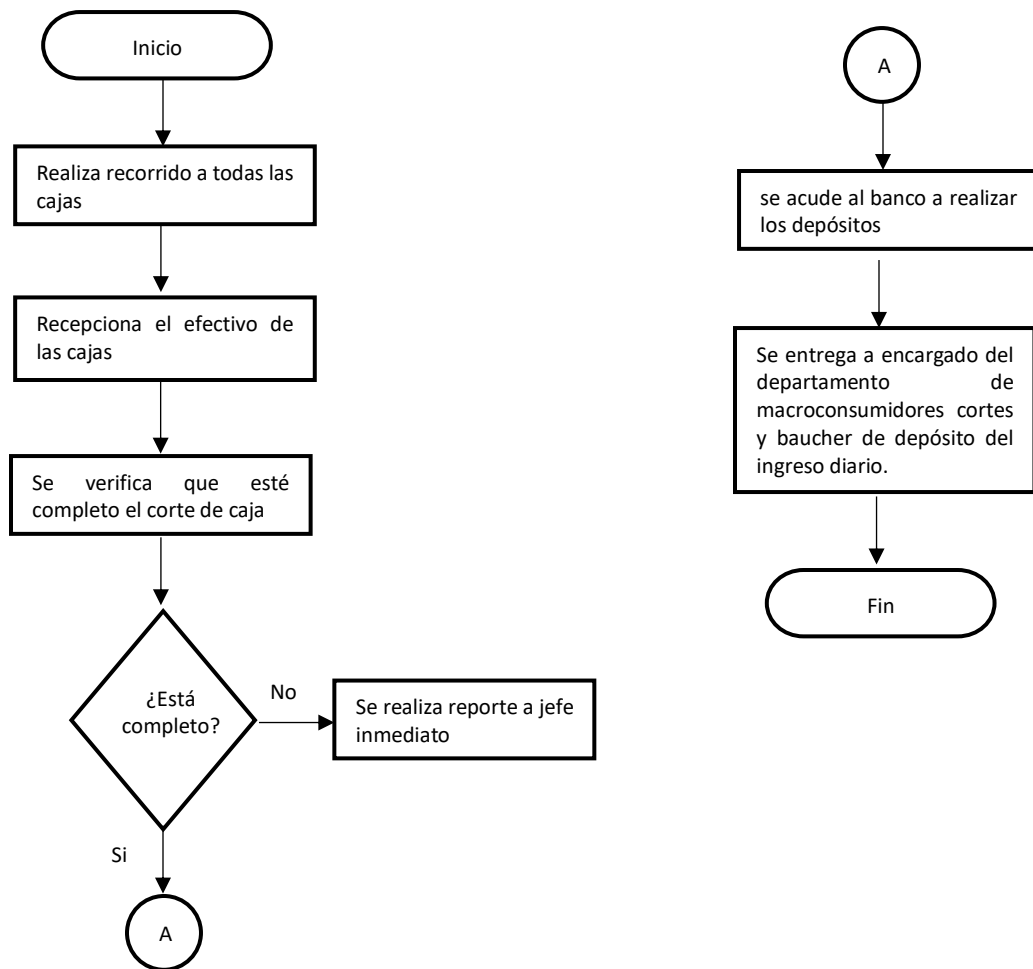 Inicio
Realiza recorrido a todas las
cajas
Recepciona el efectivo de
las cajas
Se verifica que esté
completo el corte de caja
¿Está
completo?
No
Se realiza reporte a jefe
inmediato
Si
A
A
se acude al banco a realizar
los depósitos
Se entrega a encargado del
departamento de
macroconsumidores cortes
y baucher de depósito del
ingreso diario.
Fin